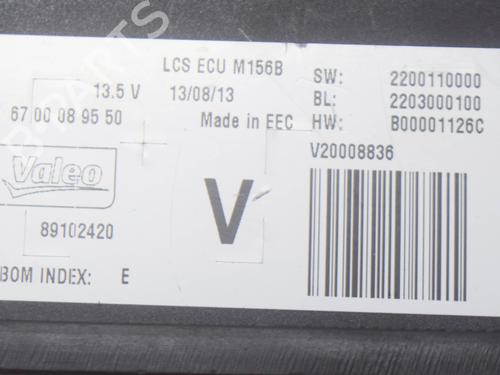 LCS ECU M156B
SW: 2200110000
13.5 V
13/08/13
BL: 2203000100
67 00 08 95 50
Made in EEC
HW: B00001126C
V20008836
Valeo
V
89102420
BOM INDEX: E